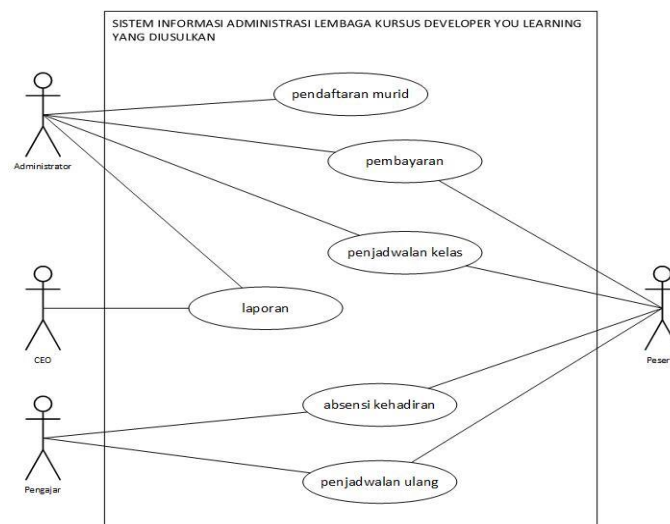 SISTEM INFORMASI ADMINISTRASI LEMBAGA KURSUS DEVELOPER YOU LEARNING
YANG DIUSULKAN
pendaftaran murid
Administrator
pembayaran
penjadwalan kelas
laporan
CEO
absensi kehadiran
Pengajar
penjadwalan ulang